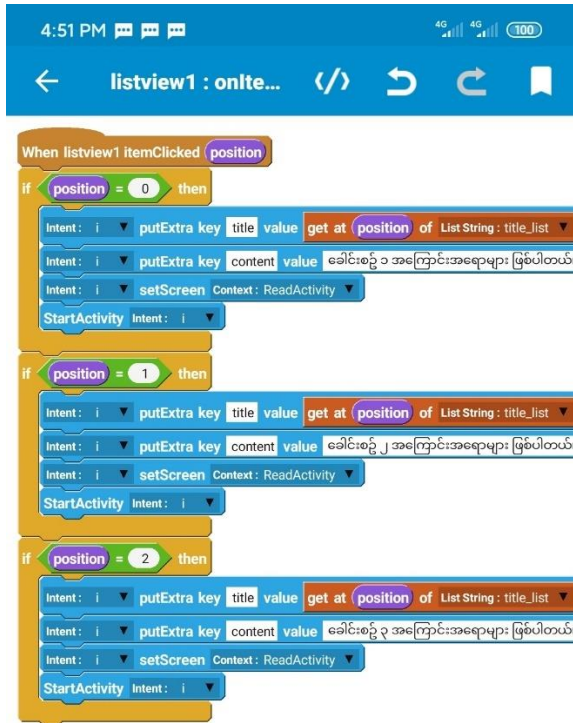 4:51 PM 4G 4G 100
listview1 : onIte...
When listview1 itemClicked position
if position = 0 then
Intent : i putExtra key title value get at position of List String : title_list
Intent : i putExtra key content value ခေါင်းစဥ် ၁ အကြောင်းအရာများ ဖြစ်ပါတယ်
Intent : i setScreen Context : ReadActivity
StartActivity Intent : i
if position = 1 then
Intent : i putExtra key title value get at position of List String : title_list
Intent : i putExtra key content value ခေါင်းစဥ် ၂ အကြောင်းအရာများ ဖြစ်ပါတယ်
Intent : i setScreen Context : ReadActivity
StartActivity Intent : i
if position = 2 then
Intent : i putExtra key title value get at position of List String : title_list
Intent : i putExtra key content value ခေါင်းစဥ် ၃ အကြောင်းအရာများ ဖြစ်ပါတယ်
Intent : i setScreen Context : ReadActivity
StartActivity Intent : i